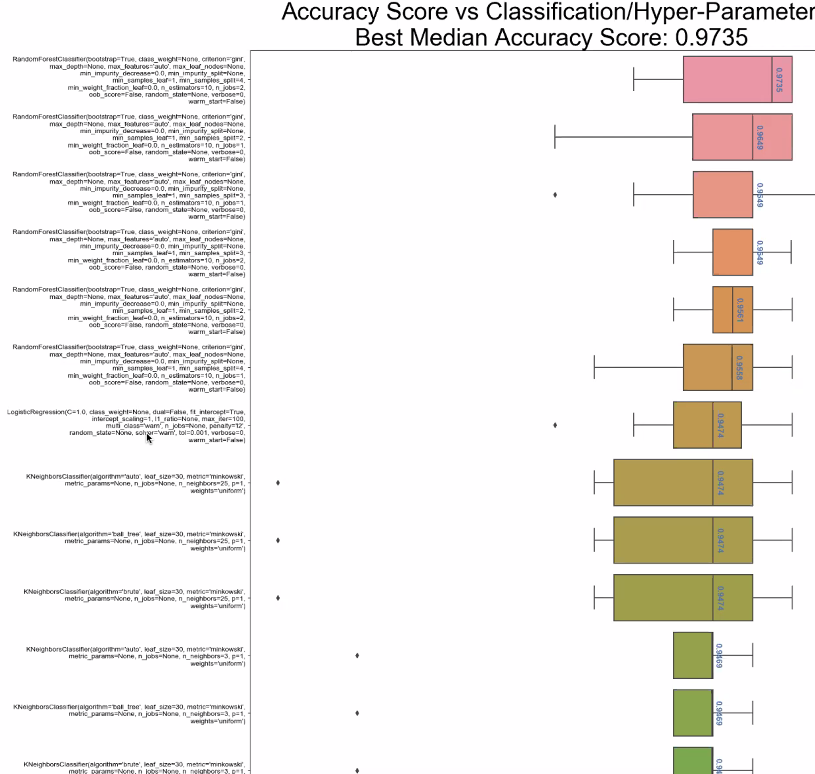 Accuracy Score vs Classification/Hyper-Parameter
Best Median Accuracy Score: 0.9735
RandomForestClassifier(bootstrap=True, class_weight=None, criterion='gini',
max_depth=None, max_features='auto', max_leaf_nodes=None,
min_impurity_decrease=0.0, min_impurity_split=None,
min_samples_leaf=1, min_samples_split=4,
min_weight_fraction_leaf=0.0, n_estimators=10, n_jobs=2,
oob_score=False, random_state=None, verbose=0,
warm_start=False)
0.9735
RandomForestClassifier(bootstrap=True, class_weight=None, criterion='gini',
max_depth=None, max_features='auto', max_leaf_nodes=None,
min_impurity_decrease=0.0, min_impurity_split=None,
min_samples_leaf=1, min_samples_split=2,
min_weight_fraction_leaf=0.0, n_estimators=10, n_jobs=1,
oob_score=False, random_state=None, verbose=0,
warm_start=False)
0.9649
RandomForestClassifier(bootstrap=True, class_weight=None, criterion='gini',
max_depth=None, max_features='auto', max_leaf_nodes=None,
min_impurity_decrease=0.0, min_impurity_split=None,
min_samples_leaf=1, min_samples_split=3,
min_weight_fraction_leaf=0.0, n_estimators=10, n_jobs=1,
oob_score=False, random_state=None, verbose=0,
warm_start=False)
0.9649
RandomForestClassifier(bootstrap=True, class_weight=None, criterion='gini',
max_depth=None, max_features='auto', max_leaf_nodes=None,
min_impurity_decrease=0.0, min_impurity_split=None,
min_samples_leaf=1, min_samples_split=3,
min_weight_fraction_leaf=0.0, n_estimators=10, n_jobs=2,
oob_score=False, random_state=None, verbose=0,
warm_start=False)
0.9649
RandomForestClassifier(bootstrap=True, class_weight=None, criterion='gini',
max_depth=None, max_features='auto', max_leaf_nodes=None,
min_impurity_decrease=0.0, min_impurity_split=None,
min_samples_leaf=1, min_samples_split=2,
min_weight_fraction_leaf=0.0, n_estimators=10, n_jobs=2,
oob_score=False, random_state=None, verbose=0,
warm_start=False)
0.9561
RandomForestClassifier(bootstrap=True, class_weight=None, criterion='gini',
max_depth=None, max_features='auto', max_leaf_nodes=None,
min_impurity_decrease=0.0, min_impurity_split=None,
min_samples_leaf=1, min_samples_split=4,
min_weight_fraction_leaf=0.0, n_estimators=10, n_jobs=1,
oob_score=False, random_state=None, verbose=0,
warm_start=False)
0.9558
LogisticRegression(C=1.0, class_weight=None, dual=False, fit_intercept=True,
intercept_scaling=1, l1_ratio=None, max_iter=100,
multi_class='warn', n_jobs=None, penalty='l2',
random_state=None, solver='warn', tol=0.001, verbose=0,
warm_start=False)
0.9474
KNeighborsClassifier(algorithm='auto', leaf_size=30, metric='minkowski',
metric_params=None, n_jobs=None, n_neighbors=25, p=1,
weights='uniform')
0.9474
KNeighborsClassifier(algorithm='ball_tree', leaf_size=30, metric='minkowski',
metric_params=None, n_jobs=None, n_neighbors=25, p=1,
weights='uniform')
0.9474
KNeighborsClassifier(algorithm='brute', leaf_size=30, metric='minkowski',
metric_params=None, n_jobs=None, n_neighbors=25, p=1,
weights='uniform')
0.9474
KNeighborsClassifier(algorithm='auto', leaf_size=30, metric='minkowski',
metric_params=None, n_jobs=None, n_neighbors=3, p=1,
weights='uniform')
0.9469
KNeighborsClassifier(algorithm='ball_tree', leaf_size=30, metric='minkowski',
metric_params=None, n_jobs=None, n_neighbors=3, p=1,
weights='uniform')
0.9469
KNeighborsClassifier(algorithm='brute', leaf_size=30, metric='minkowski',
metric_params=None, n_jobs=None, n_neighbors=3, p=1,